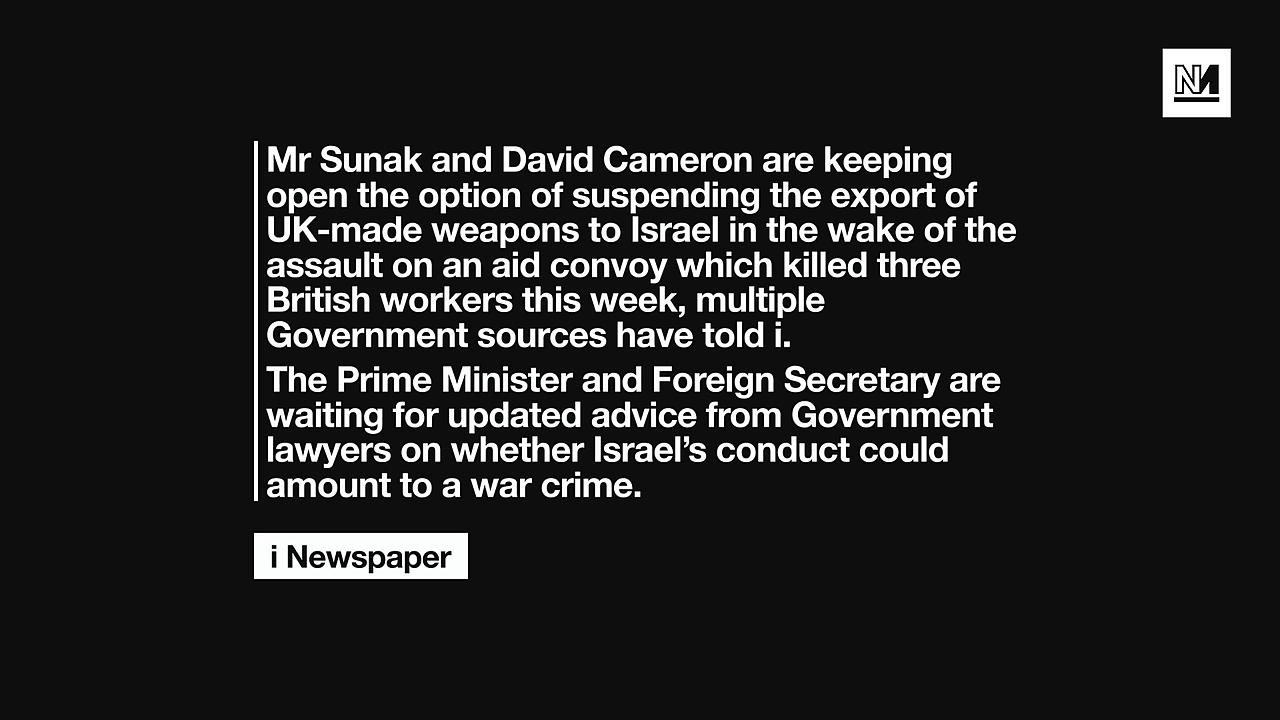 Mr Sunak and David Cameron are keeping
open the option of suspending the export of
UK-made weapons to Israel in the wake of the
assault on an aid convoy which killed three
British workers this week, multiple
Government sources have told i.
The Prime Minister and Foreign Secretary are
waiting for updated advice from Government
lawyers on whether Israel’s conduct could
amount to a war crime.
i Newspaper
NM